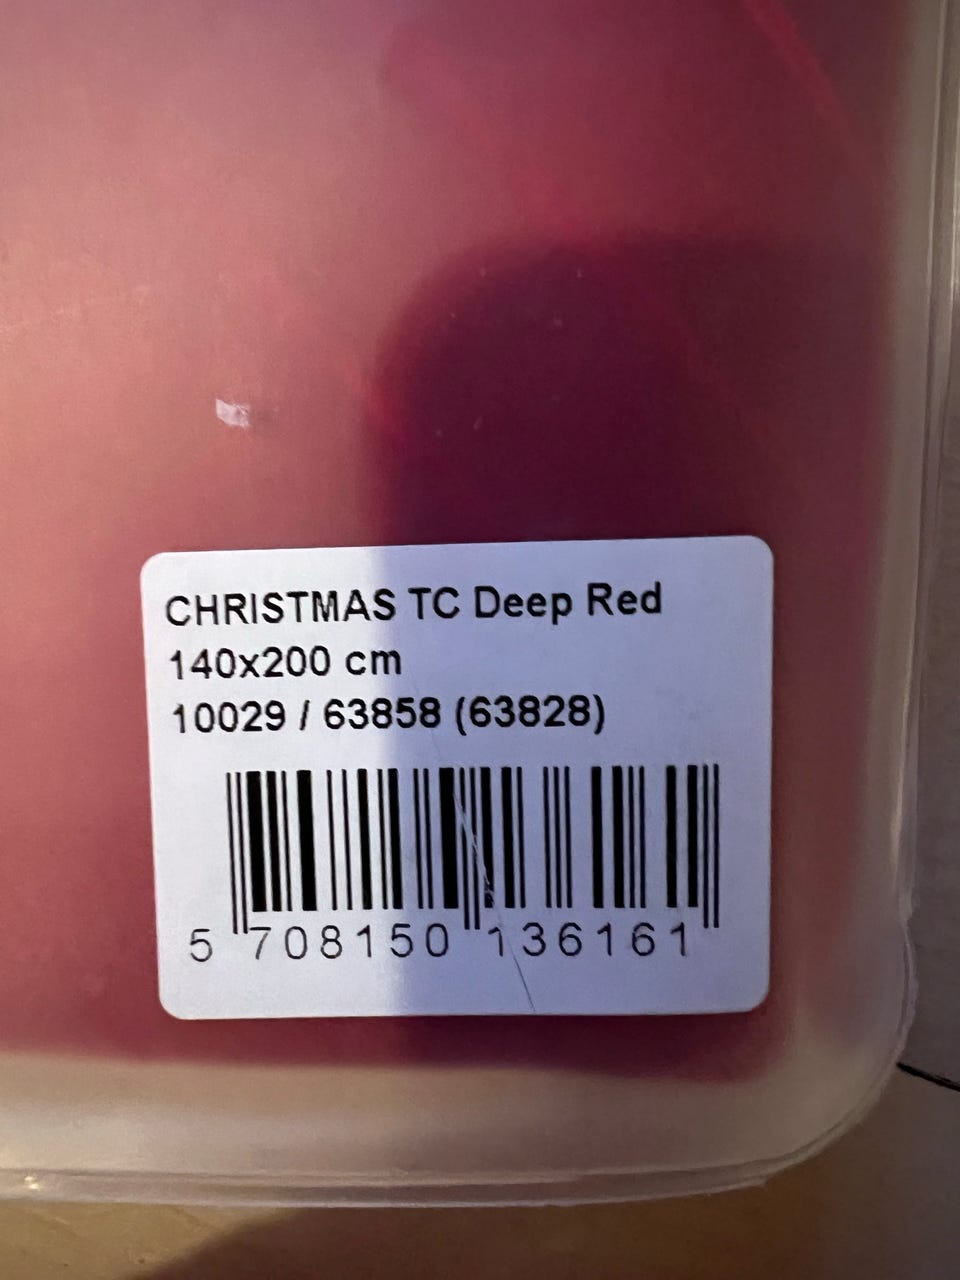 CHRISTMAS TC Deep Red
140x200 cm
10029 / 63858 (63828)
5 708150 136161